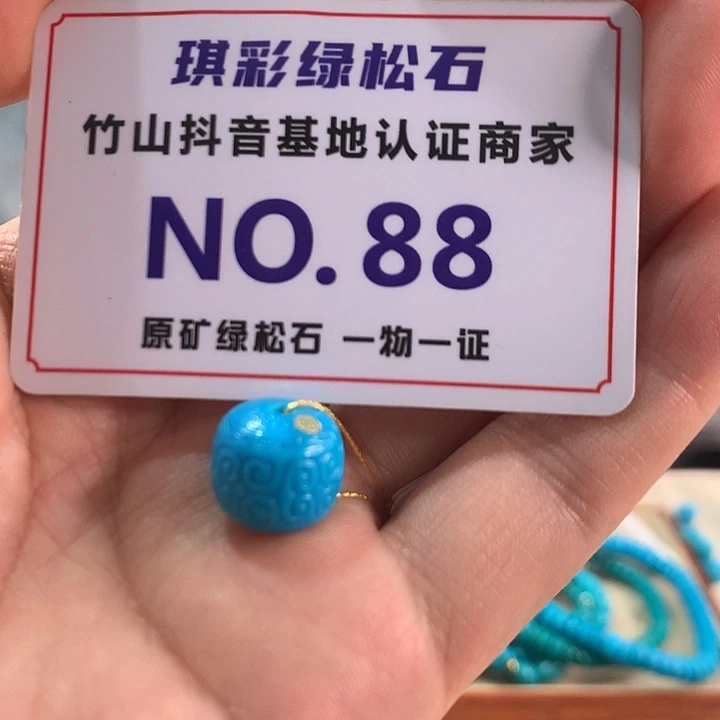 琪彩绿松石
竹山抖音基地认证商家
NO.88
原矿绿松石 一物一证